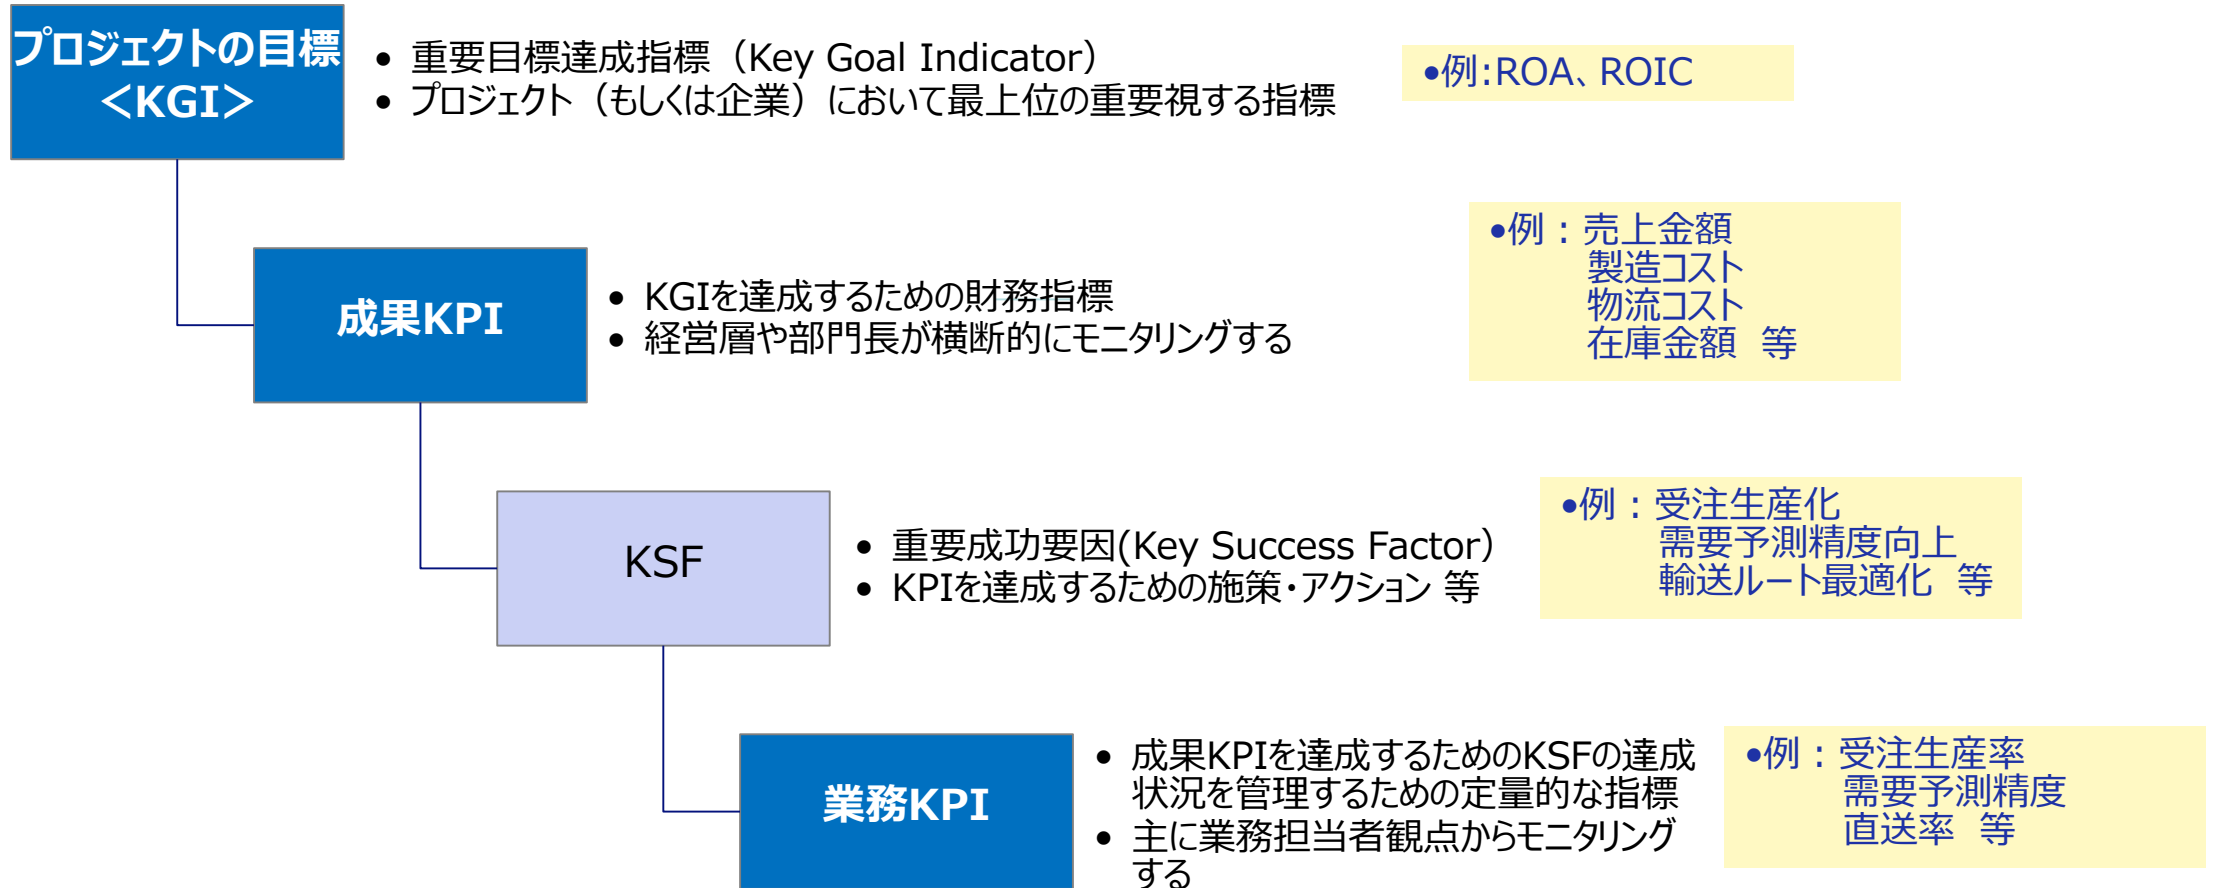 プロジェクトの目標
＜KGI＞
• 重要目標達成指標（Key Goal Indicator）
• プロジェクト（もしくは企業）において最上位の重要視する指標
•例:ROA、ROIC
成果KPI
• KGIを達成するための財務指標
• 経営層や部門長が横断的にモニタリングする
•例：売上金額
製造コスト
物流コスト
在庫金額　等
KSF
• 重要成功要因(Key Success Factor）
• KPIを達成するための施策・アクション 等
•例：受注生産化
需要予測精度向上
輸送ルート最適化　等
業務KPI
• 成果KPIを達成するためのKSFの達成
状況を管理するための定量的な指標
• 主に業務担当者観点からモニタリング
する
•例：受注生産率
需要予測精度
直送率　等